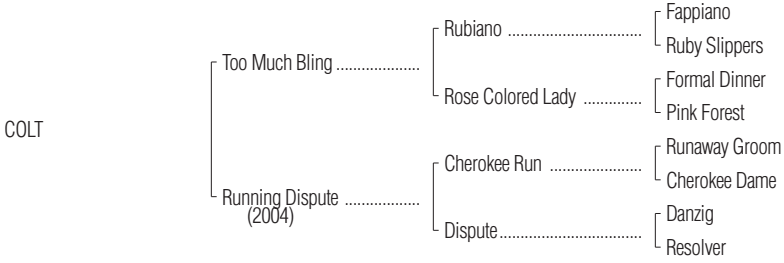 Fappiano
Rubiano ................................
Ruby Slippers
Too Much Bling ....................
Formal Dinner
Rose Colored Lady ..............
Pink Forest
COLT
Runaway Groom
Cherokee Run ......................
Cherokee Dame
Running Dispute ..................
(2004)
Danzig
Dispute..................................
Resolver